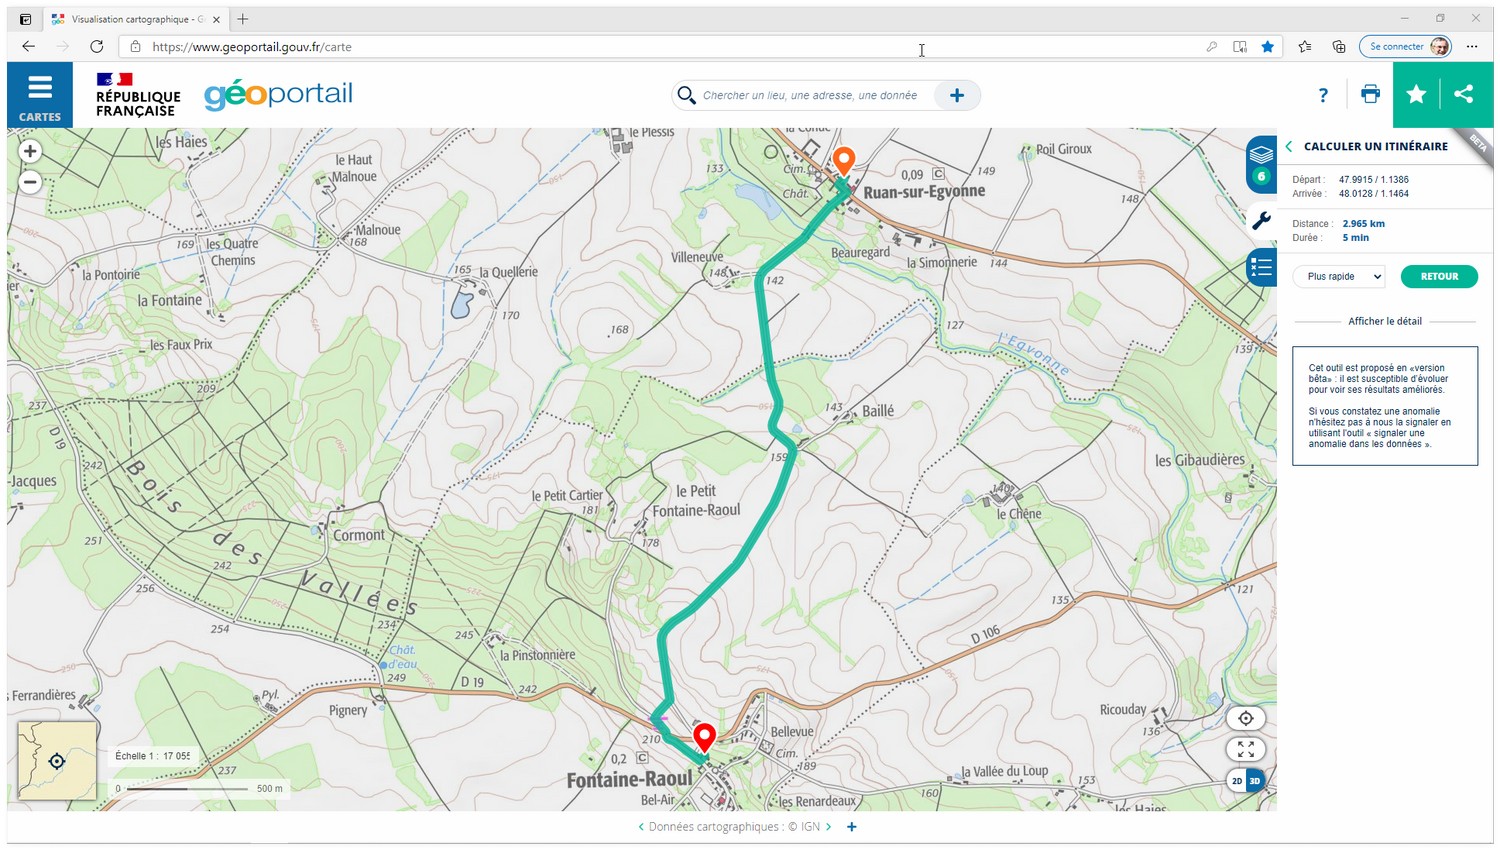 Visualisation cartographique - G
https://www.geoportail.gouv.fr/carte
Se connecter
CARTES
RÉPUBLIQUE
FRANÇAISE
géoportail
Chercher un lieu, une adresse, une donnée
?
BETA
CALCULER UN ITINÉRAIRE
Départ : 47.9915 / 1.1386
Arrivée : 48.0128 / 1.1464
Distance : 2.965 km
Durée : 5 min
Plus rapide
RETOUR
Afficher le détail
Cet outil est proposé en «version
bêta» : il est susceptible d'évoluer
pour voir ses résultats améliorés.
Si vous constatez une anomalie
n'hésitez pas à nous la signaler en
utilisant l'outil « signaler une
anomalie dans les données ».
6
les Haies
le Plessis
la Conue
Poil Giroux
le Haut
Malnoue
133
Cim.
0,09 C
149
Chât.
Ruan-sur-Egvonne
148
Malnoue
168
169
les Quatre
Chemins
Villeneuve
Beauregard
la Simonnerie
144
la Pontoire
165
la Quellerie
148
142
la Fontaine
170
168
127
l'Egvonne
139
les Faux Prix
209
237
D 19
143
Baillé
242
159
les Gibaudières
-Jacques
Bois des Vallées
le Petit Cartier
181
le Petit
Fontaine-Raoul
140
le Chêne
Cormont
178
251
242
256
121
135
254
234
245
D 106
Chât.
d'eau
la Pinstonnière
249
D 19
242
Ferrandières
Pyl.
Pignery
Ricouday
136
210
Bellevue
Cim.
0,2 C
189
Fontaine-Raoul
237
la Vallée du Loup
153
Bel-Air
les Renardeaux
160
les Haies
Échelle 1 : 17 055
0
500 m
2D
3D
Données cartographiques : © IGN